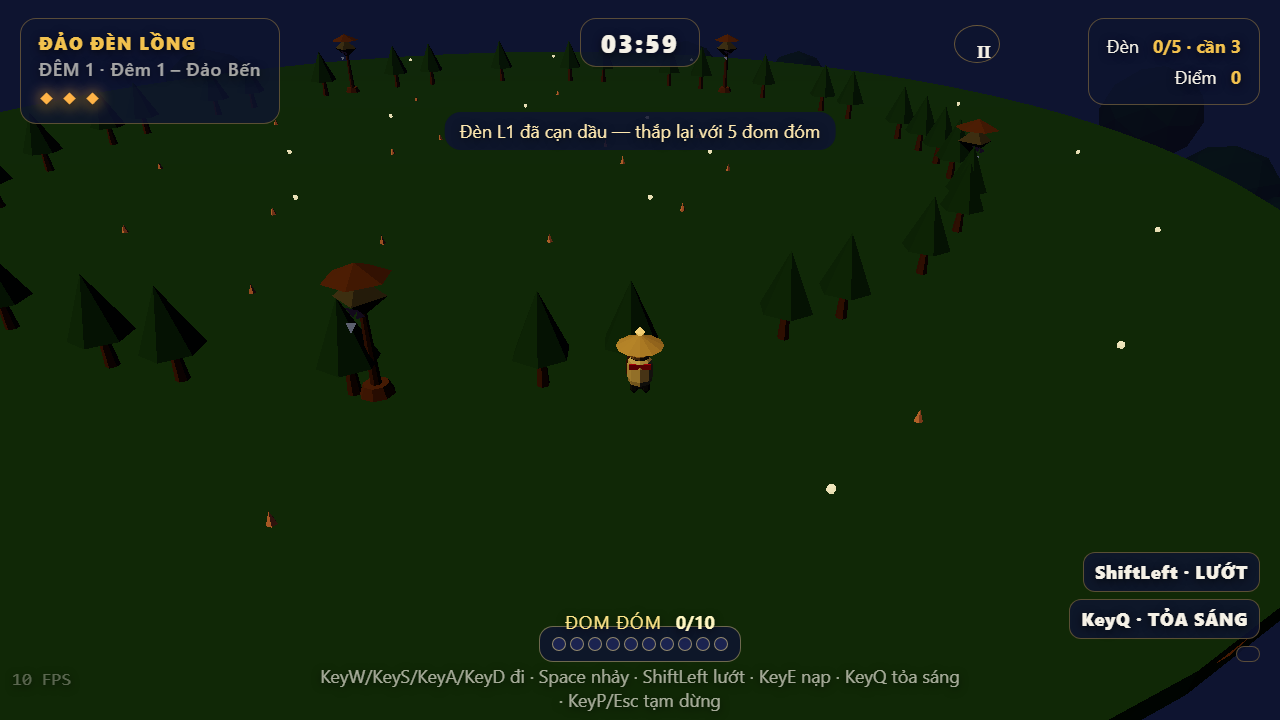 ĐẢO ĐÈN LỒNG
ĐÊM 1 · Đêm 1 – Đảo Bến
03:59
II
Đèn 0/5 · cần 3
Điểm 0
Đèn L1 đã cạn dầu — thắp lại với 5 đom đóm
ShiftLeft · LƯỚT
KeyQ · TỎA SÁNG
ĐOM ĐÓM 0/10
10 FPS
KeyW/KeyS/KeyA/KeyD đi · Space nhảy · ShiftLeft lướt · KeyE nạp · KeyQ tỏa sáng
· KeyP/Esc tạm dừng